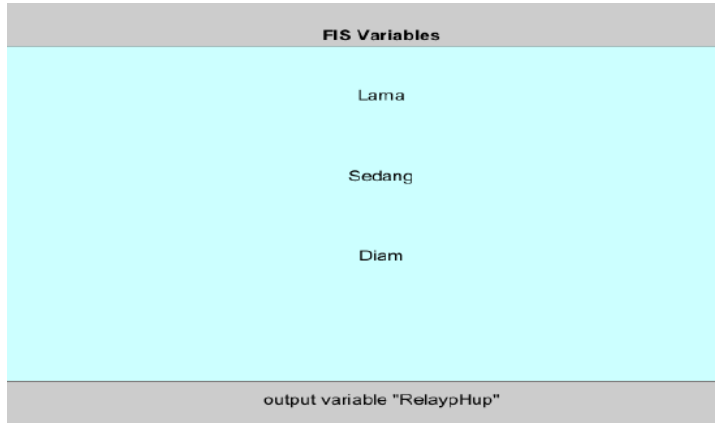 FIS Variables
Lama
Sedang
Diam
output variable "RelaypHup"